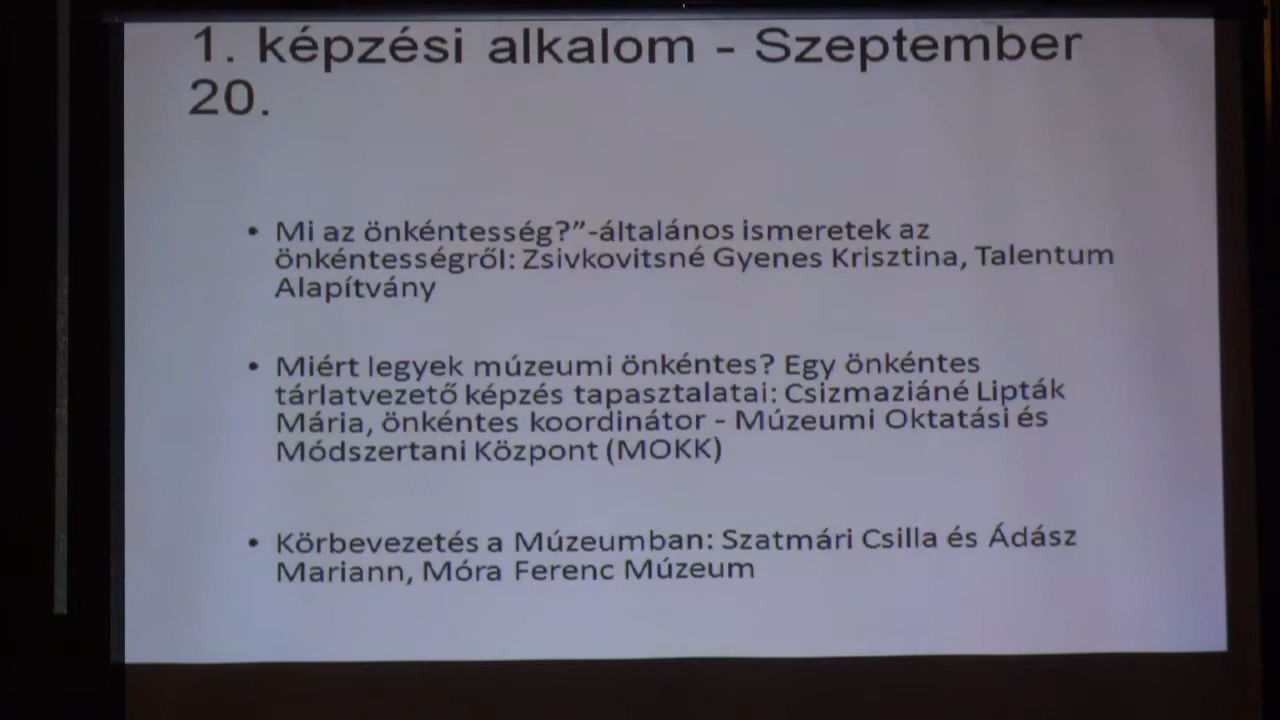 1. képzési alkalom - Szeptember
20.
• Mi az önkéntesség?”-általános ismeretek az
önkéntességről: Zsivkovitsné Gyenes Krisztina, Talentum
Alapítvány
• Miért legyek múzeumi önkéntes? Egy önkéntes
tárlatvezető képzés tapasztalatai: Csizmaziáné Lipták
Mária, önkéntes koordinátor - Múzeumi Oktatási és
Módszertani Központ (MOKK)
• Körbevezetés a Múzeumban: Szatmári Csilla és Ádász
Mariann, Móra Ferenc Múzeum